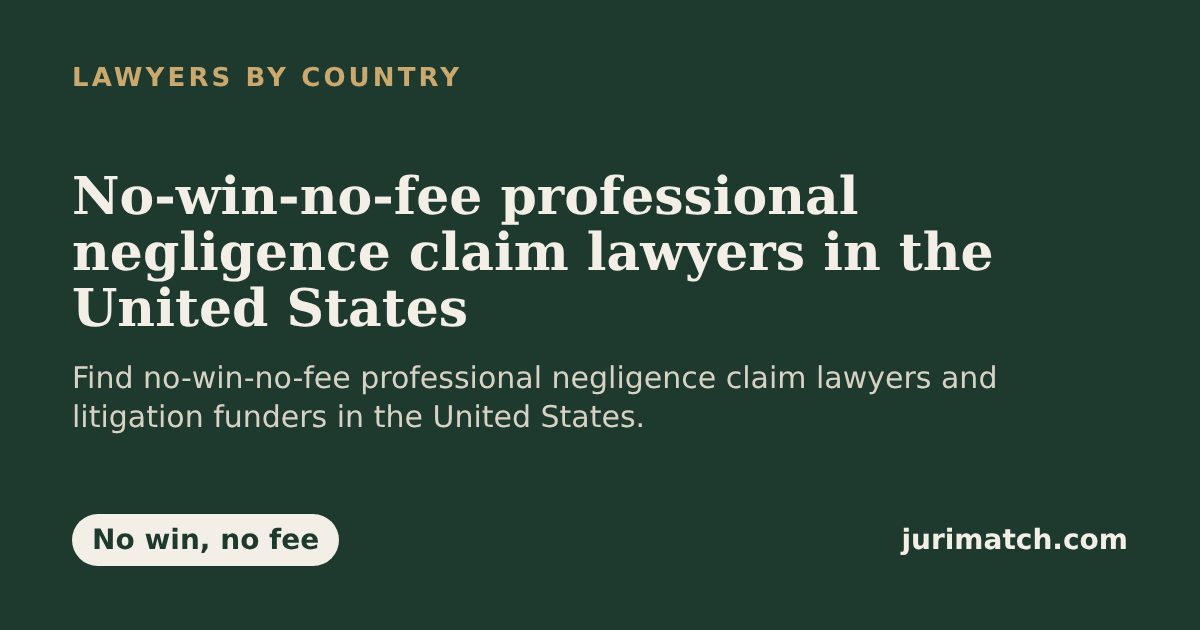 LAWYERS BY COUNTRY
No-win-no-fee professional
negligence claim lawyers in the
United States
Find no-win-no-fee professional negligence claim lawyers and
litigation funders in the United States.
No win, no fee
jurimatch.com